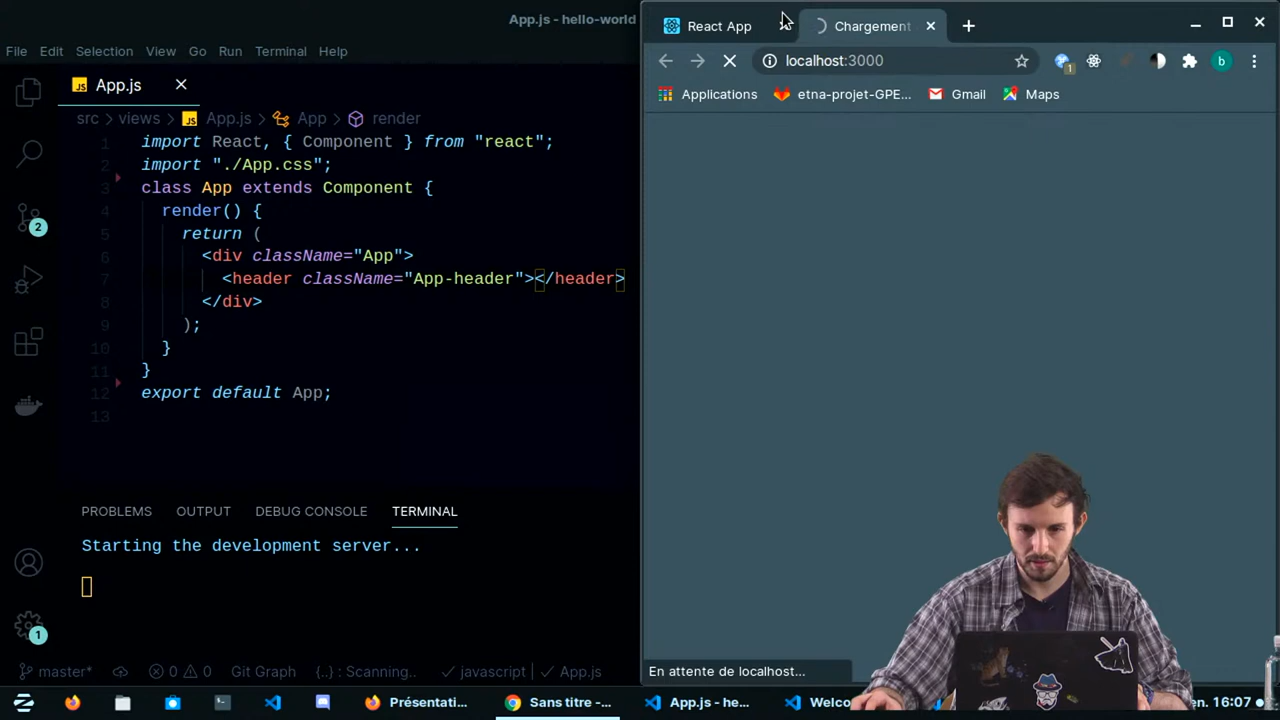 App.js - hello-world
File Edit Selection View Go Run Terminal Help
App.js
src views App.js App render
1 import React, { Component } from "react";
2 import "./App.css";
3 class App extends Component {
4 render() {
5 return (
6 <div className="App">
7 <header className="App-header"></header>
8 </div>
9 );
10 }
11 }
12 export default App;
13
PROBLEMS OUTPUT DEBUG CONSOLE TERMINAL
Starting the development server...
2
1
master* 0 0 Git Graph {..} : Scanning.. javascript App.js
React App Chargement
localhost:3000
1
b
Applications etna-projet-GPE... Gmail Maps
En attente de localhost...
Présentati... Sans titre -... App.js - he... Welco en. 16:07